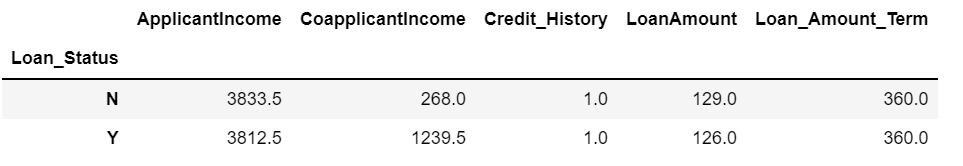 ApplicantIncome CoapplicantIncome Credit_History LoanAmount Loan_Amount_Term
Loan_Status
N 3833.5 268.0 1.0 129.0 360.0
Y 3812.5 1239.5 1.0 126.0 360.0